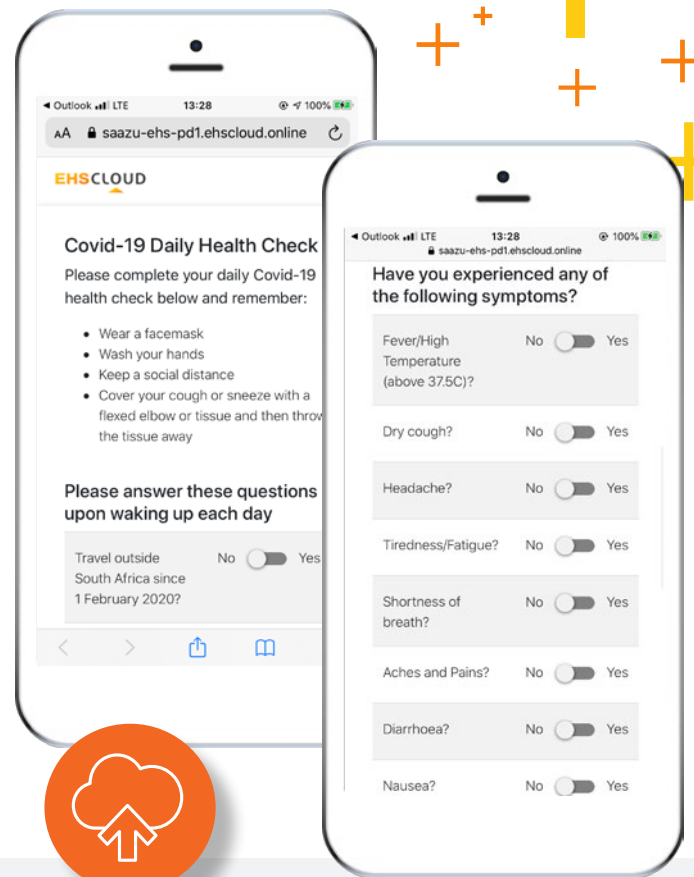 Outlook LTE 13:28 100%
AA saazu-ehs-pd1.ehscloud.online
EHSCLOUD
Covid-19 Daily Health Check
Please complete your daily Covid-19
health check below and remember:
• Wear a facemask
• Wash your hands
• Keep a social distance
• Cover your cough or sneeze with a
flexed elbow or tissue and then throw
the tissue away
Please answer these questions
upon waking up each day
Travel outside No Yes
South Africa since
1 February 2020?
Outlook LTE 13:28 100%
saazu-ehs-pd1.ehscloud.online
Have you experienced any of
the following symptoms?
Fever/High No Yes
Temperature
(above 37.5C)?
Dry cough? No Yes
Headache? No Yes
Tiredness/Fatigue? No Yes
Shortness of No Yes
breath?
Aches and Pains? No Yes
Diarrhoea? No Yes
Nausea? No Yes